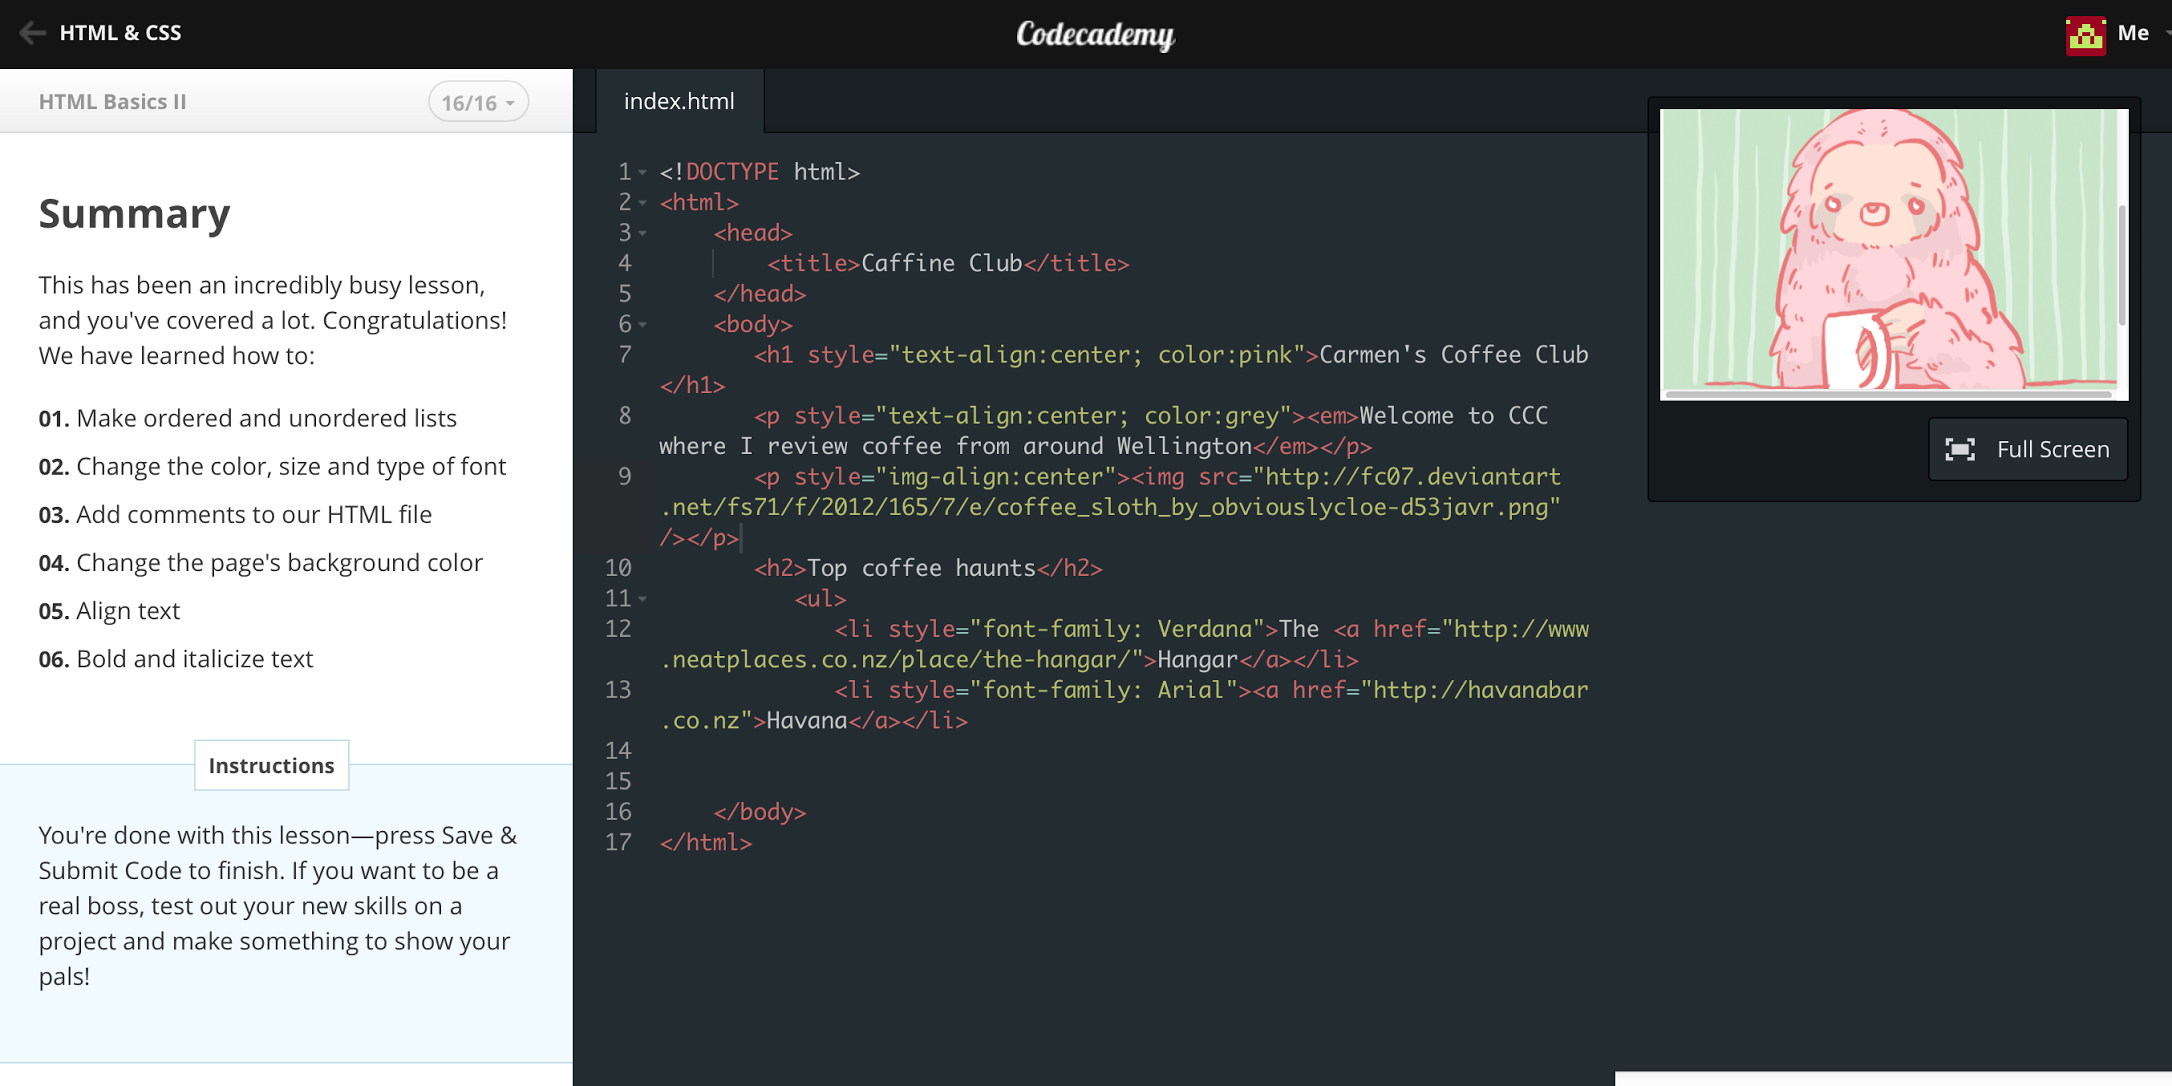 HTML & CSS
Codecademy
Me
HTML Basics II
16/16
index.html
Summary
This has been an incredibly busy lesson,
and you've covered a lot. Congratulations!
We have learned how to:
01. Make ordered and unordered lists
02. Change the color, size and type of font
03. Add comments to our HTML file
04. Change the page's background color
05. Align text
06. Bold and italicize text
Instructions
You're done with this lesson—press Save &
Submit Code to finish. If you want to be a
real boss, test out your new skills on a
project and make something to show your
pals!
1 <!DOCTYPE html>
2 <html>
3 <head>
4 <title>Caffine Club</title>
5 </head>
6 <body>
7 <h1 style="text-align:center; color:pink">Carmen's Coffee Club
</h1>
8 <p style="text-align:center; color:grey"><em>Welcome to CCC
where I review coffee from around Wellington</em></p>
9 <p style="img-align:center"><img src="http://fc07.deviantart
.net/fs71/f/2012/165/7/e/coffee_sloth_by_obviouslycloe-d53javr.png"
/></p>
10 <h2>Top coffee haunts</h2>
11 <ul>
12 <li style="font-family: Verdana">The <a href="http://www
.neatplaces.co.nz/place/the-hangar/">Hangar</a></li>
13 <li style="font-family: Arial"><a href="http://havanabar
.co.nz">Havana</a></li>
14
15
16 </body>
17 </html>
Full Screen